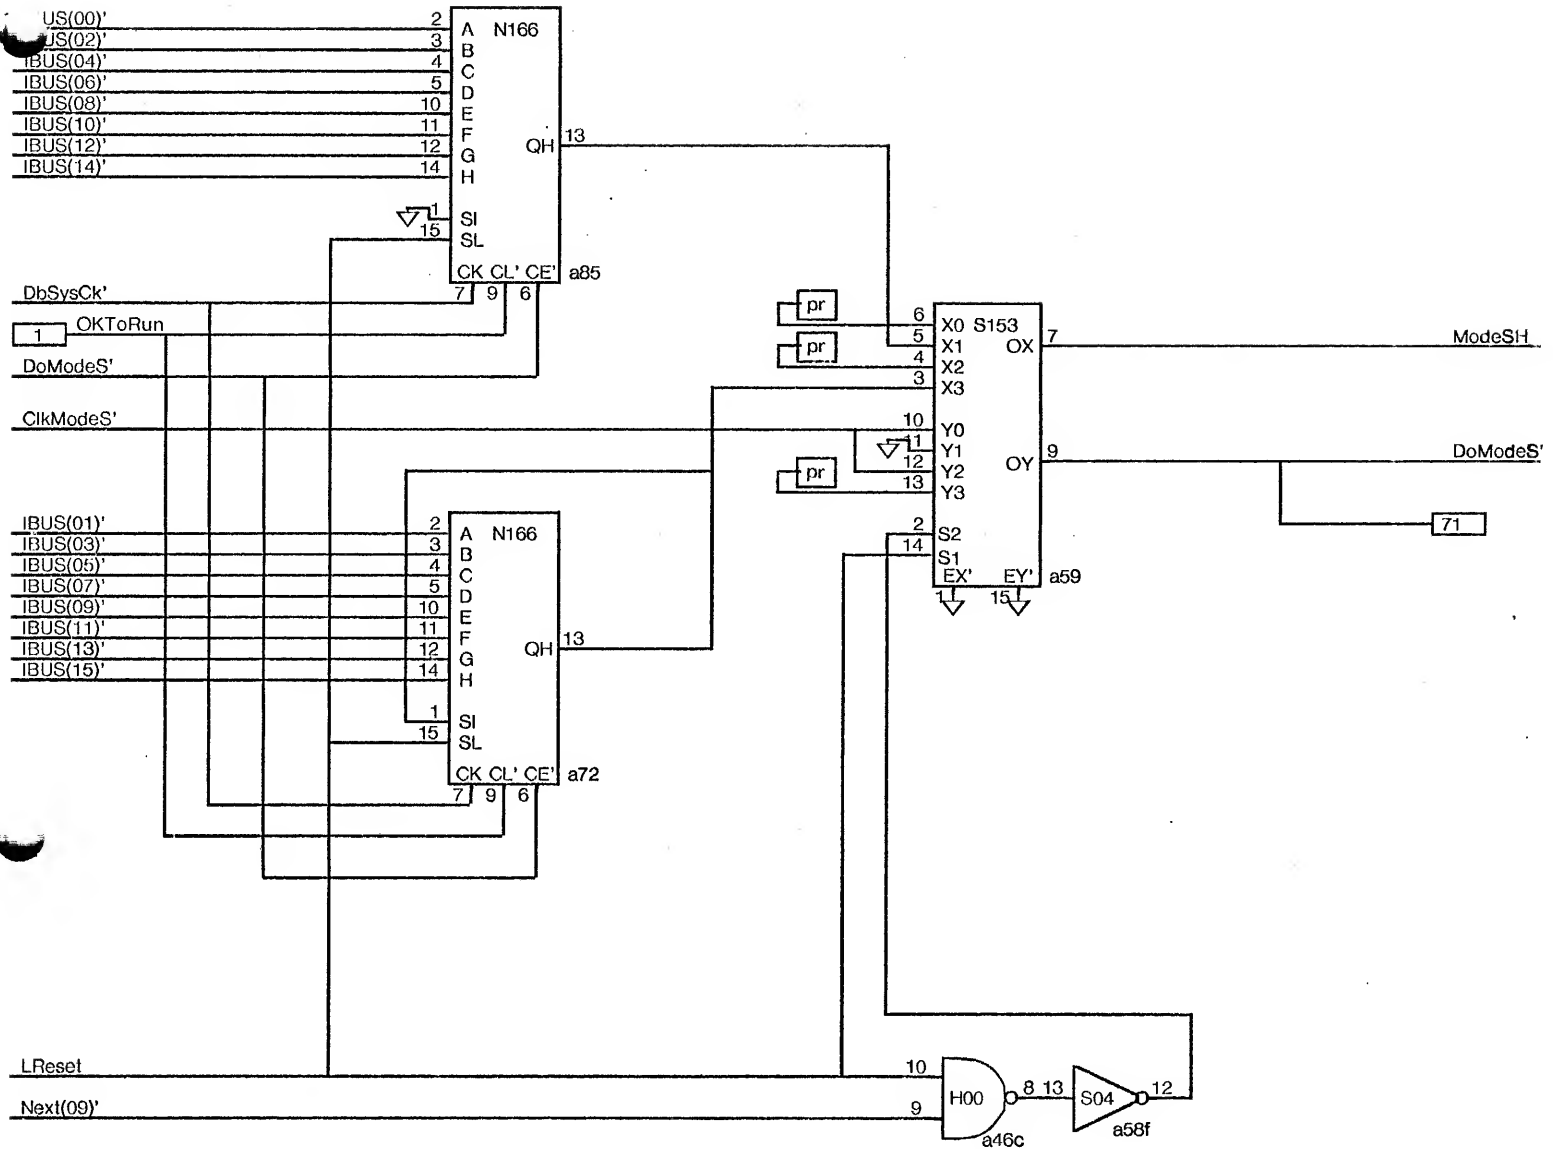 US(00)' 2 A N166
US(02)' 3 B
IBUS(04)' 4 C
IBUS(06)' 5 D
IBUS(08)' 10 E
IBUS(10)' 11 F
IBUS(12)' 12 G QH 13
IBUS(14)' 14 H
1 SI
15 SL
CK CL' CE' a85
7 9 6
DbSysCk'
1 OKToRun
DoModeS'
ClkModeS'
pr
pr
pr
6 X0 S153
5 X1 OX 7 ModeSH
4 X2
3 X3
10 Y0
11 Y1
12 Y2 OY 9 DoModeS'
13 Y3
71
2 S2
14 S1
EX' EY' a59
1 15
IBUS(01)' 2 A N166
IBUS(03)' 3 B
IBUS(05)' 4 C
IBUS(07)' 5 D
IBUS(09)' 10 E
IBUS(11)' 11 F
IBUS(13)' 12 G QH 13
IBUS(15)' 14 H
1 SI
15 SL
CK CL' CE' a72
7 9 6
LReset 10
Next(09)' 9
H00 8 13 S04 12
a46c a58f